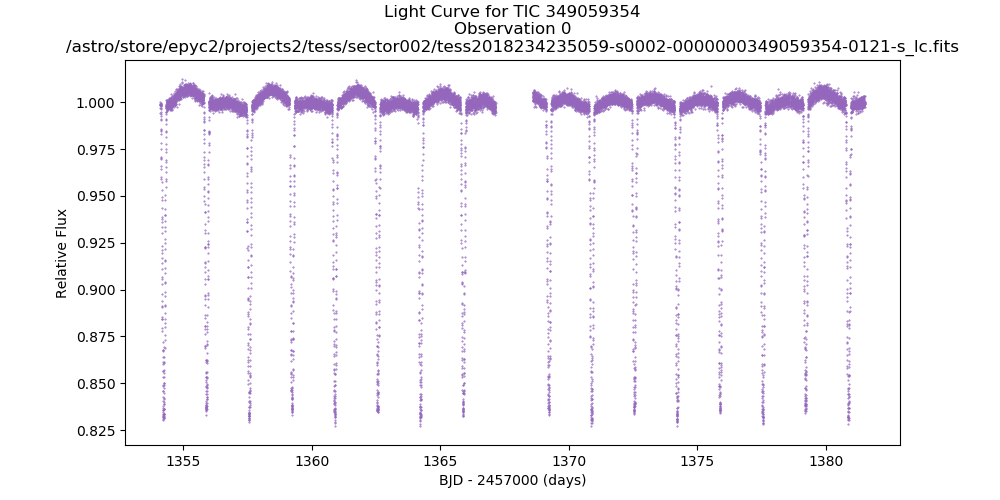 Light Curve for TIC 349059354
Observation 0
/astro/store/epyc2/projects2/tess/sector002/tess2018234235059-s0002-0000000349059354-0121-s_lc.fits
1.000
0.975
0.950
0.925
0.900
0.875
0.850
0.825
Relative Flux
1355
1360
1365
1370
1375
1380
BJD - 2457000 (days)